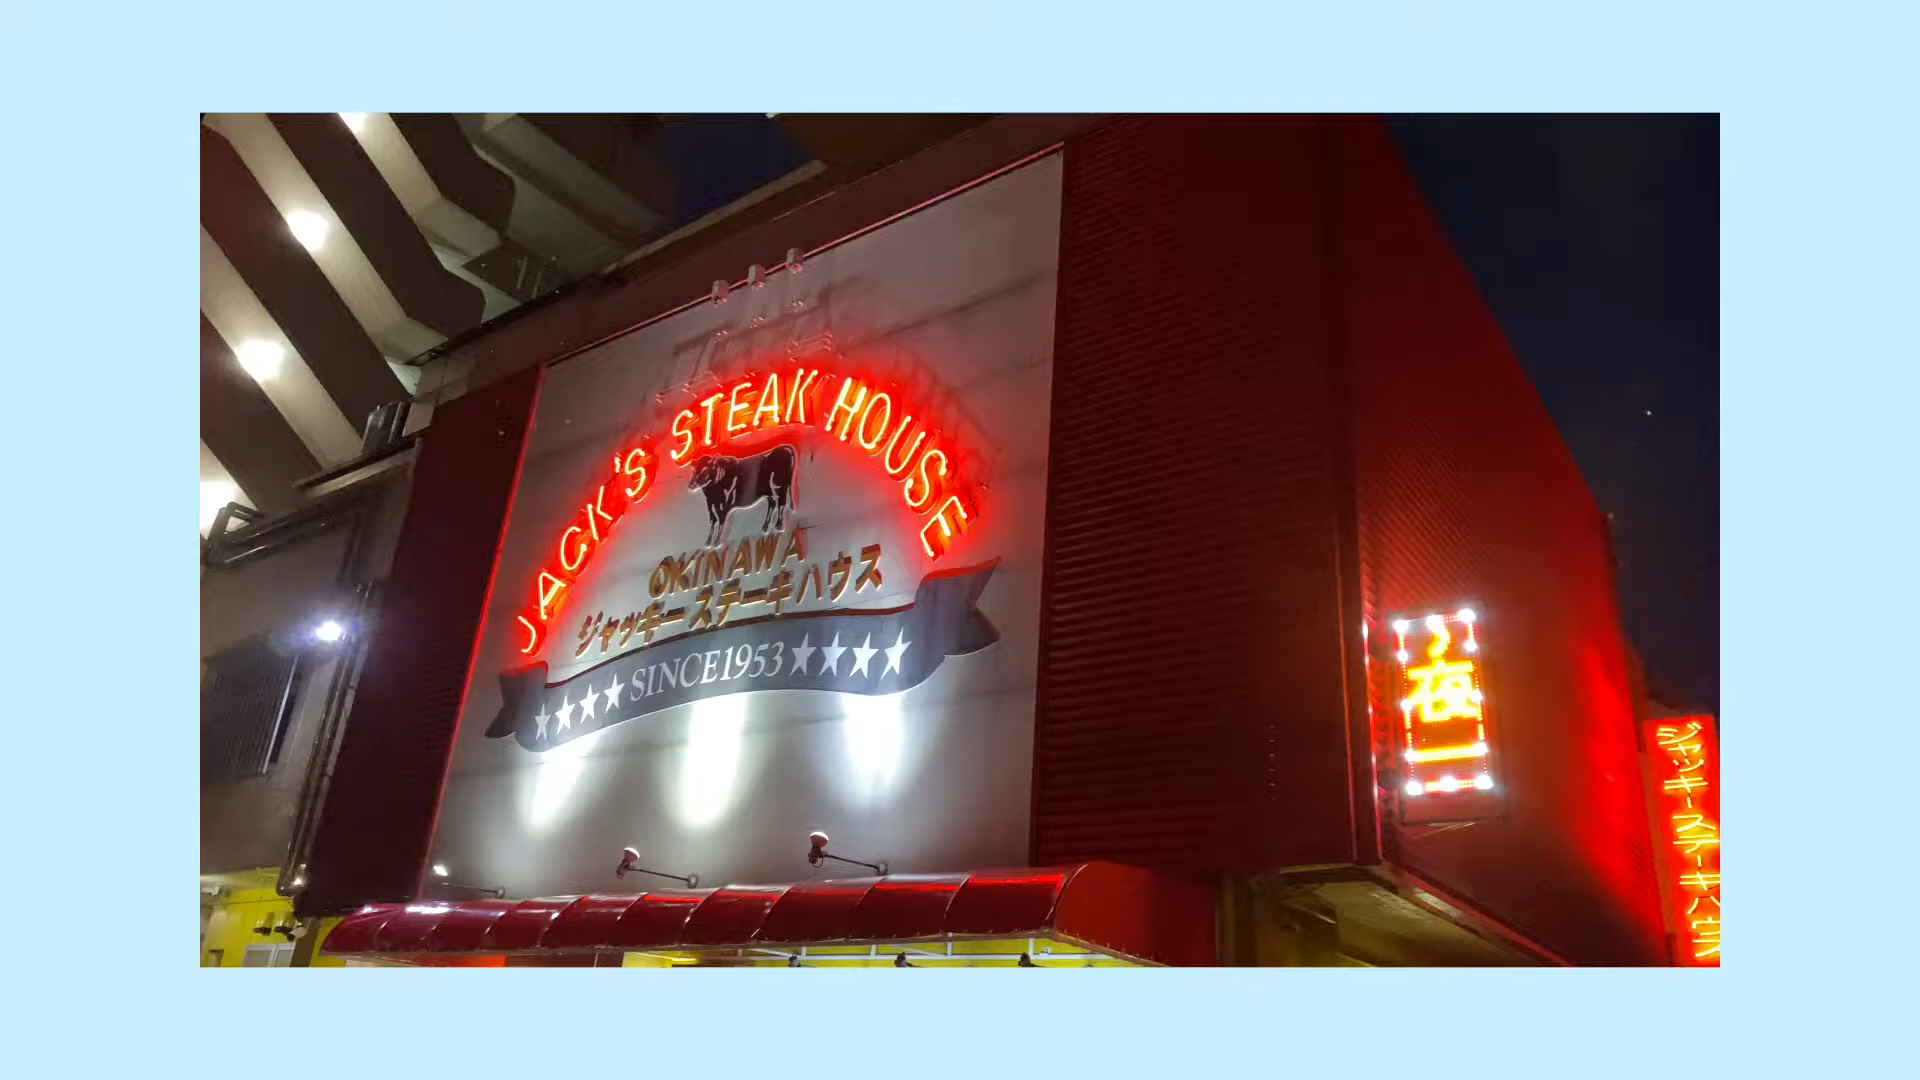 JACK'S STEAK HOUSE
OKINAWA
ジャッキー ステーキハウス
★★★★ SINCE1953 ★★★★
夜
ジャッキーステーキハウス